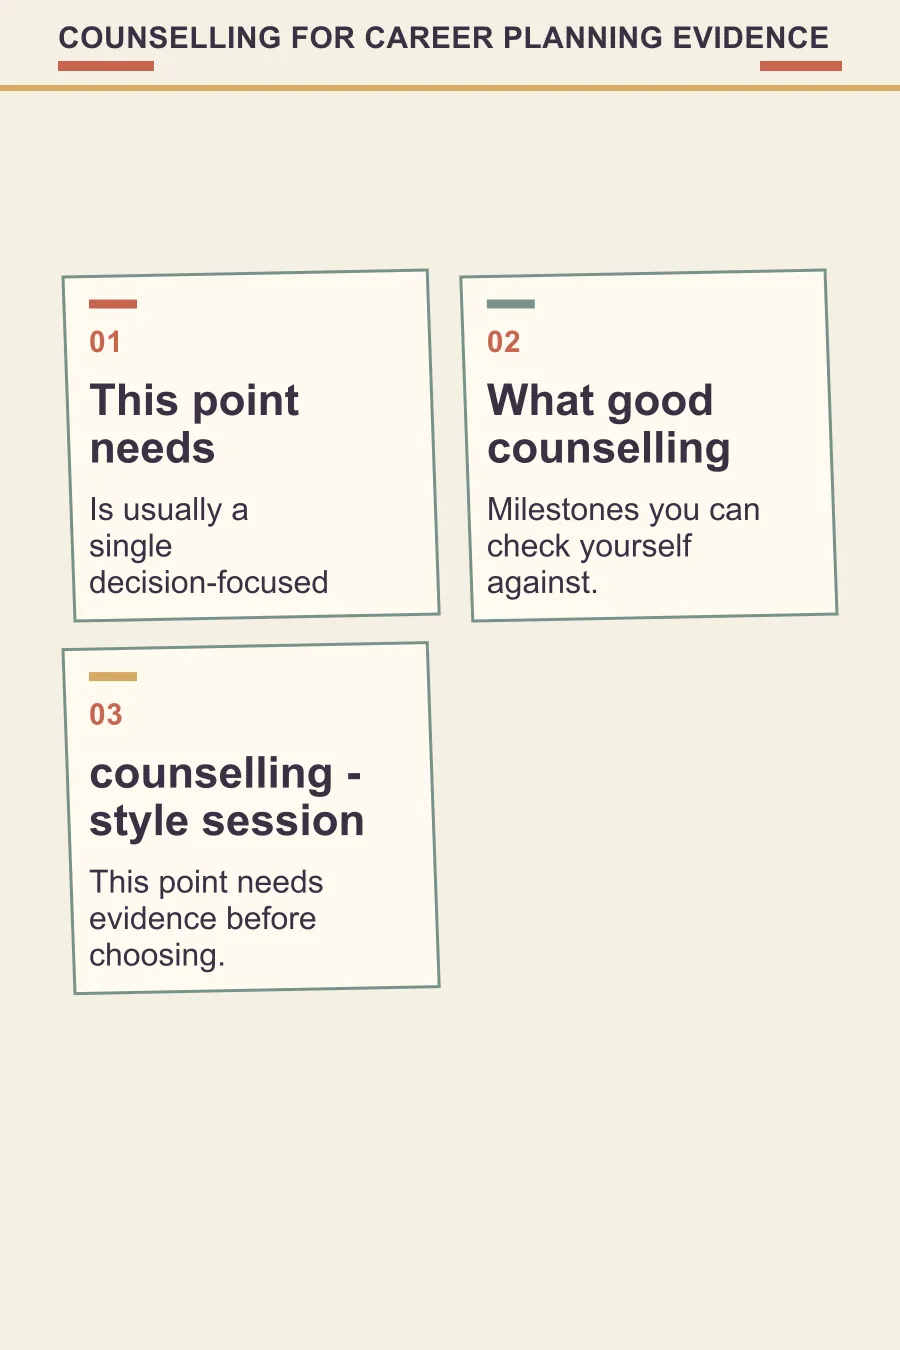 COUNSELLING FOR CAREER PLANNING EVIDENCE
01
This point
needs
Is usually a
single
decision-focused
02
What good
counselling
Milestones you can
check yourself
against.
03
counselling -
style session
This point needs
evidence before
choosing.